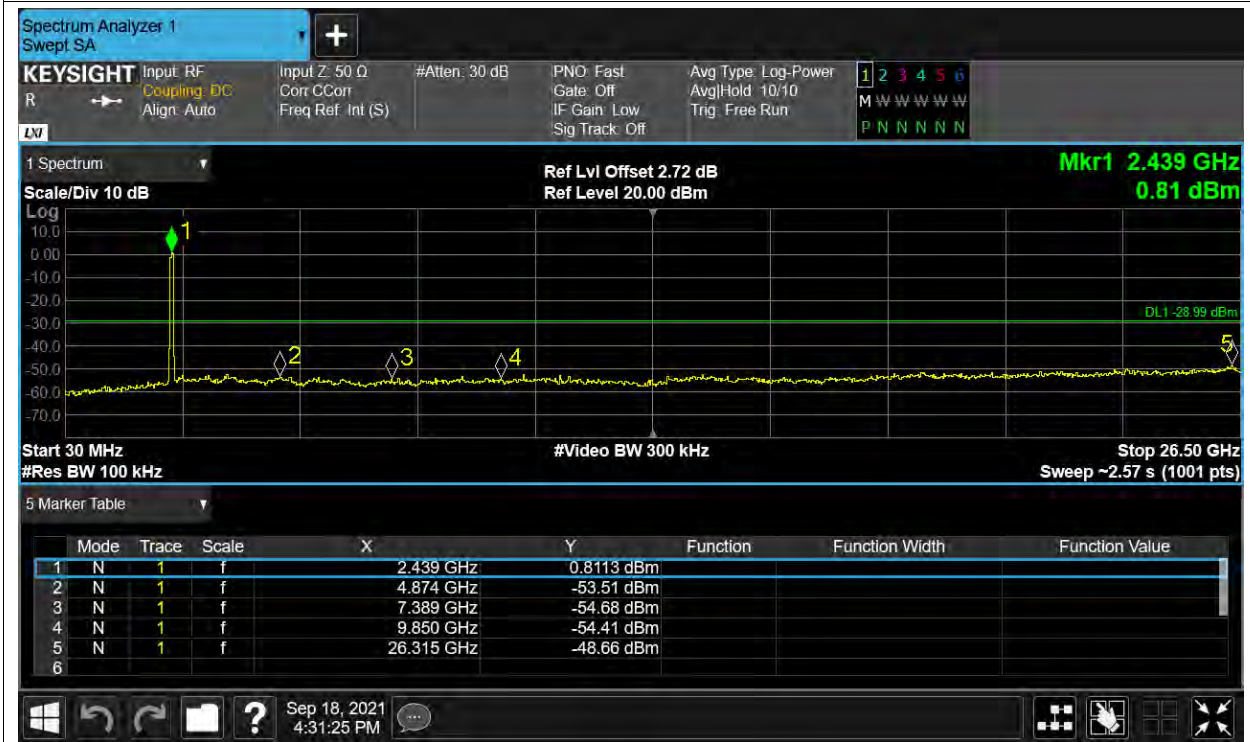 Spectrum Analyzer 1
Swept SA
KEYSIGHT Input: RF Input Z: 50 Ω #Atten: 30 dB PNO: Fast Avg Type: Log-Power 1 2 3 4 5 6
R Coupling: DC Corr CCorr Gate: Off Avg|Hold: 10/10 M W W W W W
Align: Auto Freq Ref: Int (S) IF Gain: Low Trig: Free Run
LXI Sig Track: Off P N N N N N
1 Spectrum Ref Lvl Offset 2.72 dB Mkr1 2.439 GHz
Scale/Div 10 dB Ref Level 20.00 dBm 0.81 dBm
Log
10.0 1
0.00
-10.0
-20.0
-30.0 DL1 -28.99 dBm
-40.0 2 3 4 5
-50.0
-60.0
-70.0
Start 30 MHz #Video BW 300 kHz Stop 26.50 GHz
#Res BW 100 kHz Sweep ~2.57 s (1001 pts)
5 Marker Table
Mode Trace Scale X Y Function Function Width Function Value
1 N 1 f 2.439 GHz 0.8113 dBm
2 N 1 f 4.874 GHz -53.51 dBm
3 N 1 f 7.389 GHz -54.68 dBm
4 N 1 f 9.850 GHz -54.41 dBm
5 N 1 f 26.315 GHz -48.66 dBm
6
? Sep 18, 2021
4:31:25 PM